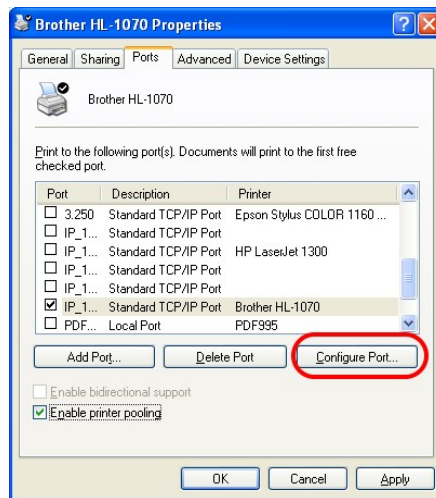 Brother HL-1070 Properties
General Sharing Ports Advanced Device Settings
Brother HL-1070
Print to the following port(s). Documents will print to the first free
checked port.
Port Description Printer
3.250 Standard TCP/IP Port Epson Stylus COLOR 1160 ...
IP_1... Standard TCP/IP Port
IP_1... Standard TCP/IP Port HP LaserJet 1300
IP_1... Standard TCP/IP Port
IP_1... Standard TCP/IP Port
IP_1... Standard TCP/IP Port Brother HL-1070
PDF... Local Port PDF995
Add Port... Delete Port Configure Port...
Enable bidirectional support
Enable printer pooling
OK Cancel Apply